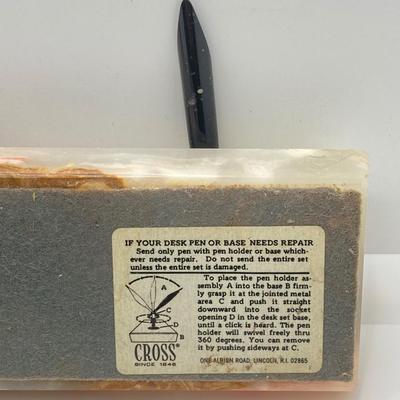 IF YOUR DESK PEN OR BASE NEEDS REPAIR
Send only pen with pen holder or base which-
ever needs repair. Do not send the entire set
unless the entire set is damaged.
To place the pen holder as-
sembly A into the base B firm-
ly grasp it at the jointed metal
area C and push it straight
downward into the socket
opening D in the desk set base,
until a click is heard. The pen
holder will swivel freely thru
360 degrees. You can remove
it by pushing sideways at C.
A
C
D
B
CROSS®
SINCE 1846
ONE ALBION ROAD, LINCOLN, R.I. 02865